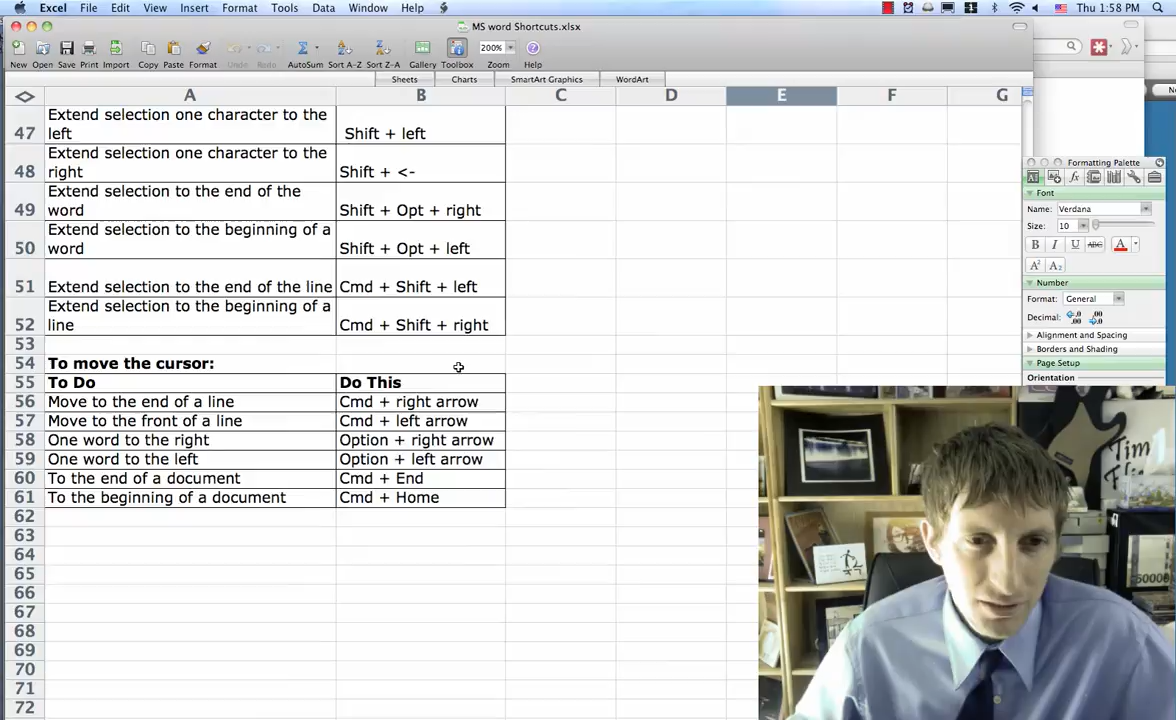 Excel File Edit View Insert Format Tools Data Window Help Thu 1:58 PM
MS word Shortcuts.xlsx
200%
New Open Save Print Import Copy Paste Format Undo Redo AutoSum Sort A-Z Sort Z-A Gallery Toolbox Zoom Help
Sheets Charts SmartArt Graphics WordArt
A B C D E F G
47 Extend selection one character to the
left Shift + left
48 Extend selection one character to the
right Shift + <-
49 Extend selection to the end of the
word Shift + Opt + right
50 Extend selection to the beginning of a
word Shift + Opt + left
51 Extend selection to the end of the line Cmd + Shift + left
52 Extend selection to the beginning of a
line Cmd + Shift + right
53
54 To move the cursor:
55 To Do Do This
56 Move to the end of a line Cmd + right arrow
57 Move to the front of a line Cmd + left arrow
58 One word to the right Option + right arrow
59 One word to the left Option + left arrow
60 To the end of a document Cmd + End
61 To the beginning of a document Cmd + Home
62
63
64
65
66
67
68
69
70
71
72
Formatting Palette
Font
Name: Verdana
Size: 10
B I U ABC A
A² A₂
Number
Format: General
Decimal: .00 .00
Alignment and Spacing
Borders and Shading
Page Setup
Orientation
Tim